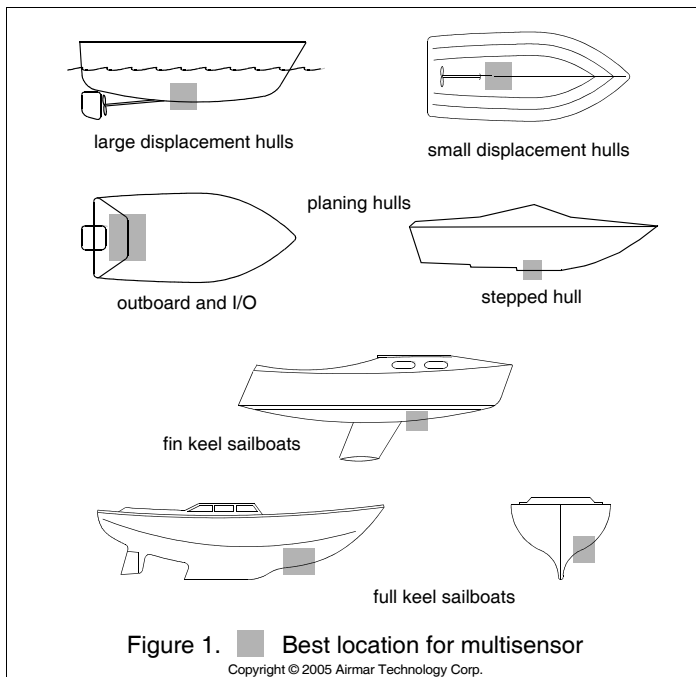 large displacement hulls
small displacement hulls
planing hulls
outboard and I/O
stepped hull
fin keel sailboats
full keel sailboats
Figure 1. Best location for multisensor
Copyright © 2005 Airmar Technology Corp.